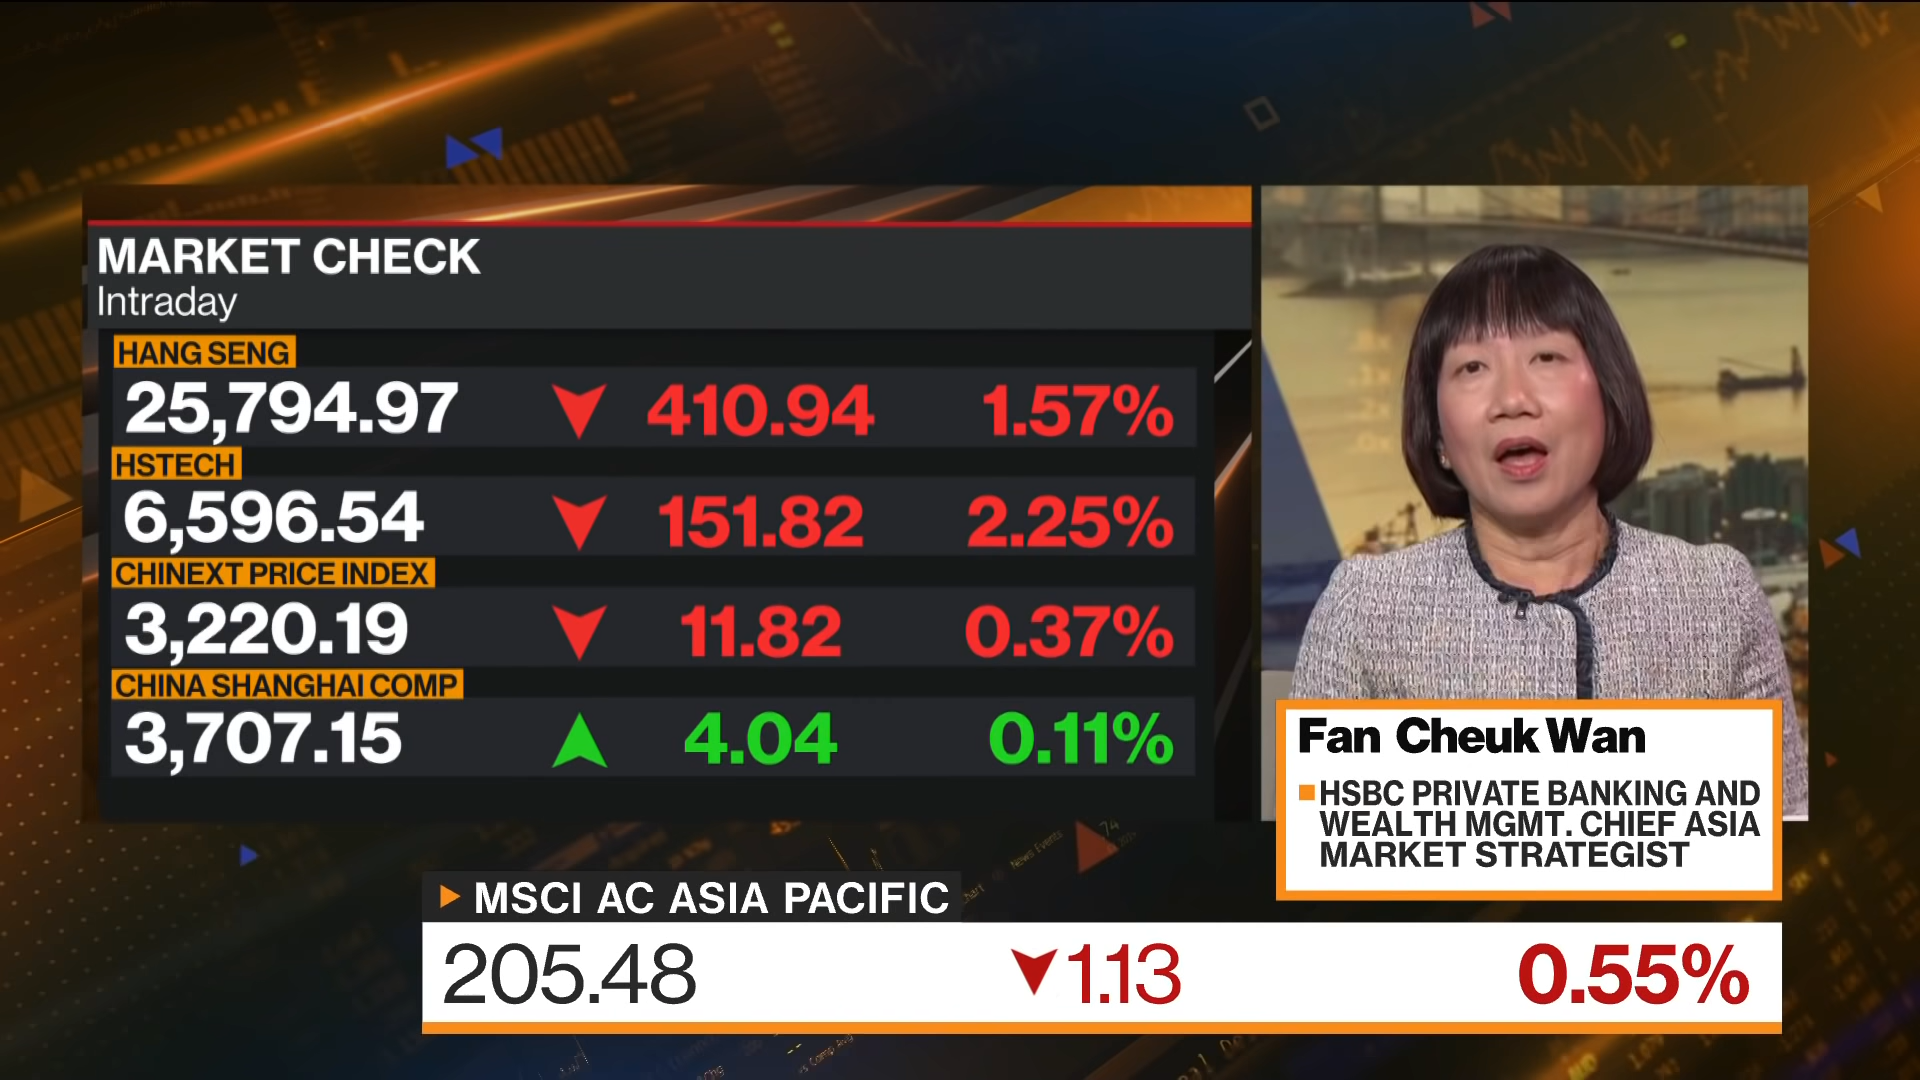 MARKET CHECK
Intraday
HANG SENG
25,794.97 ▼ 410.94 1.57%
HSTECH
6,596.54 ▼ 151.82 2.25%
CHINEXT PRICE INDEX
3,220.19 ▼ 11.82 0.37%
CHINA SHANGHAI COMP
3,707.15 ▲ 4.04 0.11%
Fan Cheuk Wan
HSBC PRIVATE BANKING AND
WEALTH MGMT. CHIEF ASIA
MARKET STRATEGIST
MSCI AC ASIA PACIFIC
205.48 ▼ 1.13 0.55%
News Events
74